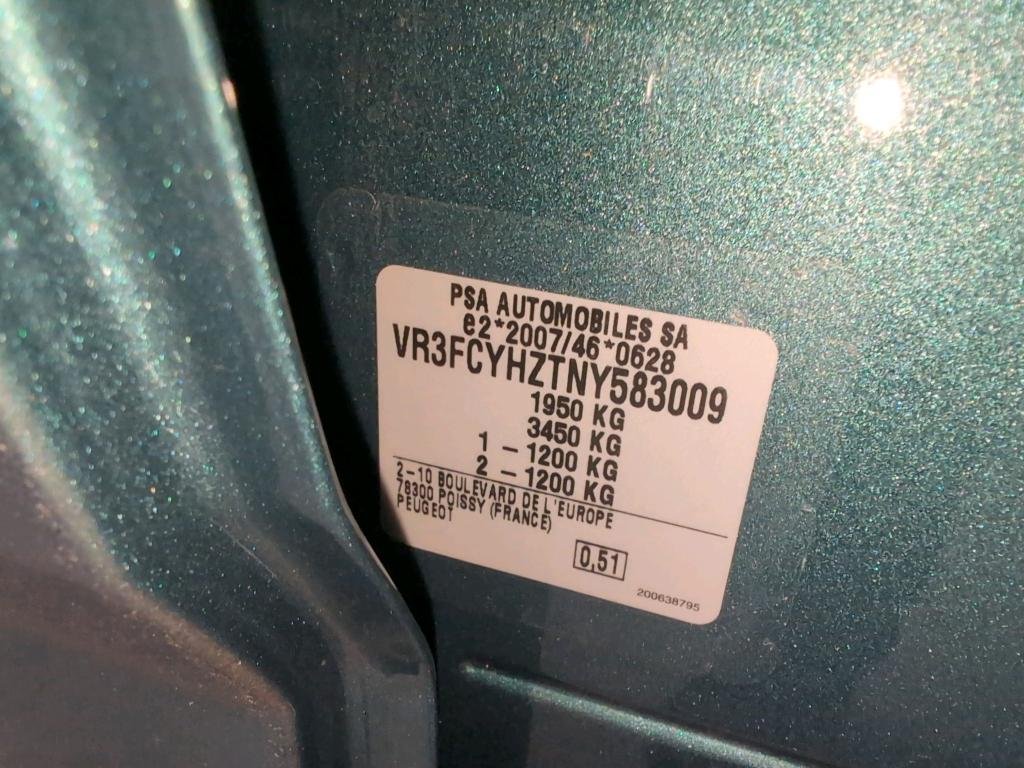 PSA AUTOMOBILES SA
e2*2007/46*0628
VR3FCYHZTNY583009
1950 KG
3450 KG
1 – 1200 KG
2 – 1200 KG
2–10 BOULEVARD DE L'EUROPE
78300 POISSY (FRANCE)
PEUGEOT
0,51
200638795